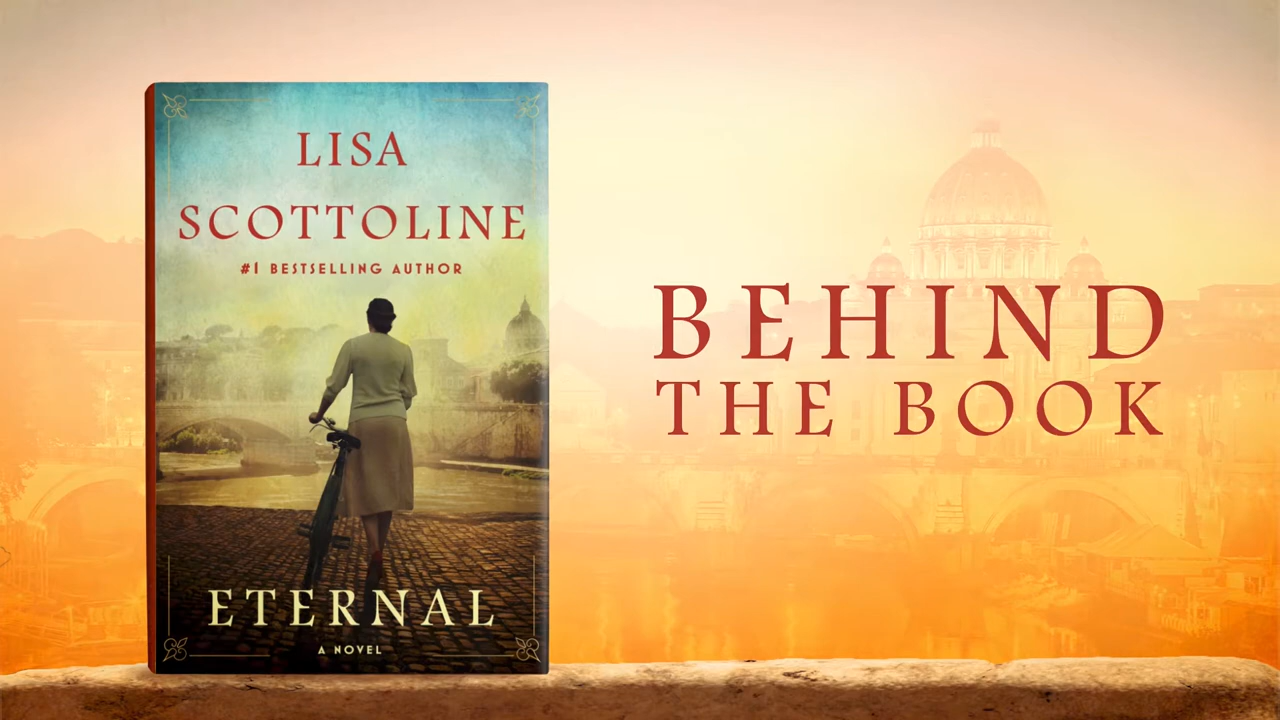 LISA
SCOTTOLINE
#1 BESTSELLING AUTHOR
ETERNAL
A NOVEL
BEHIND
THE BOOK